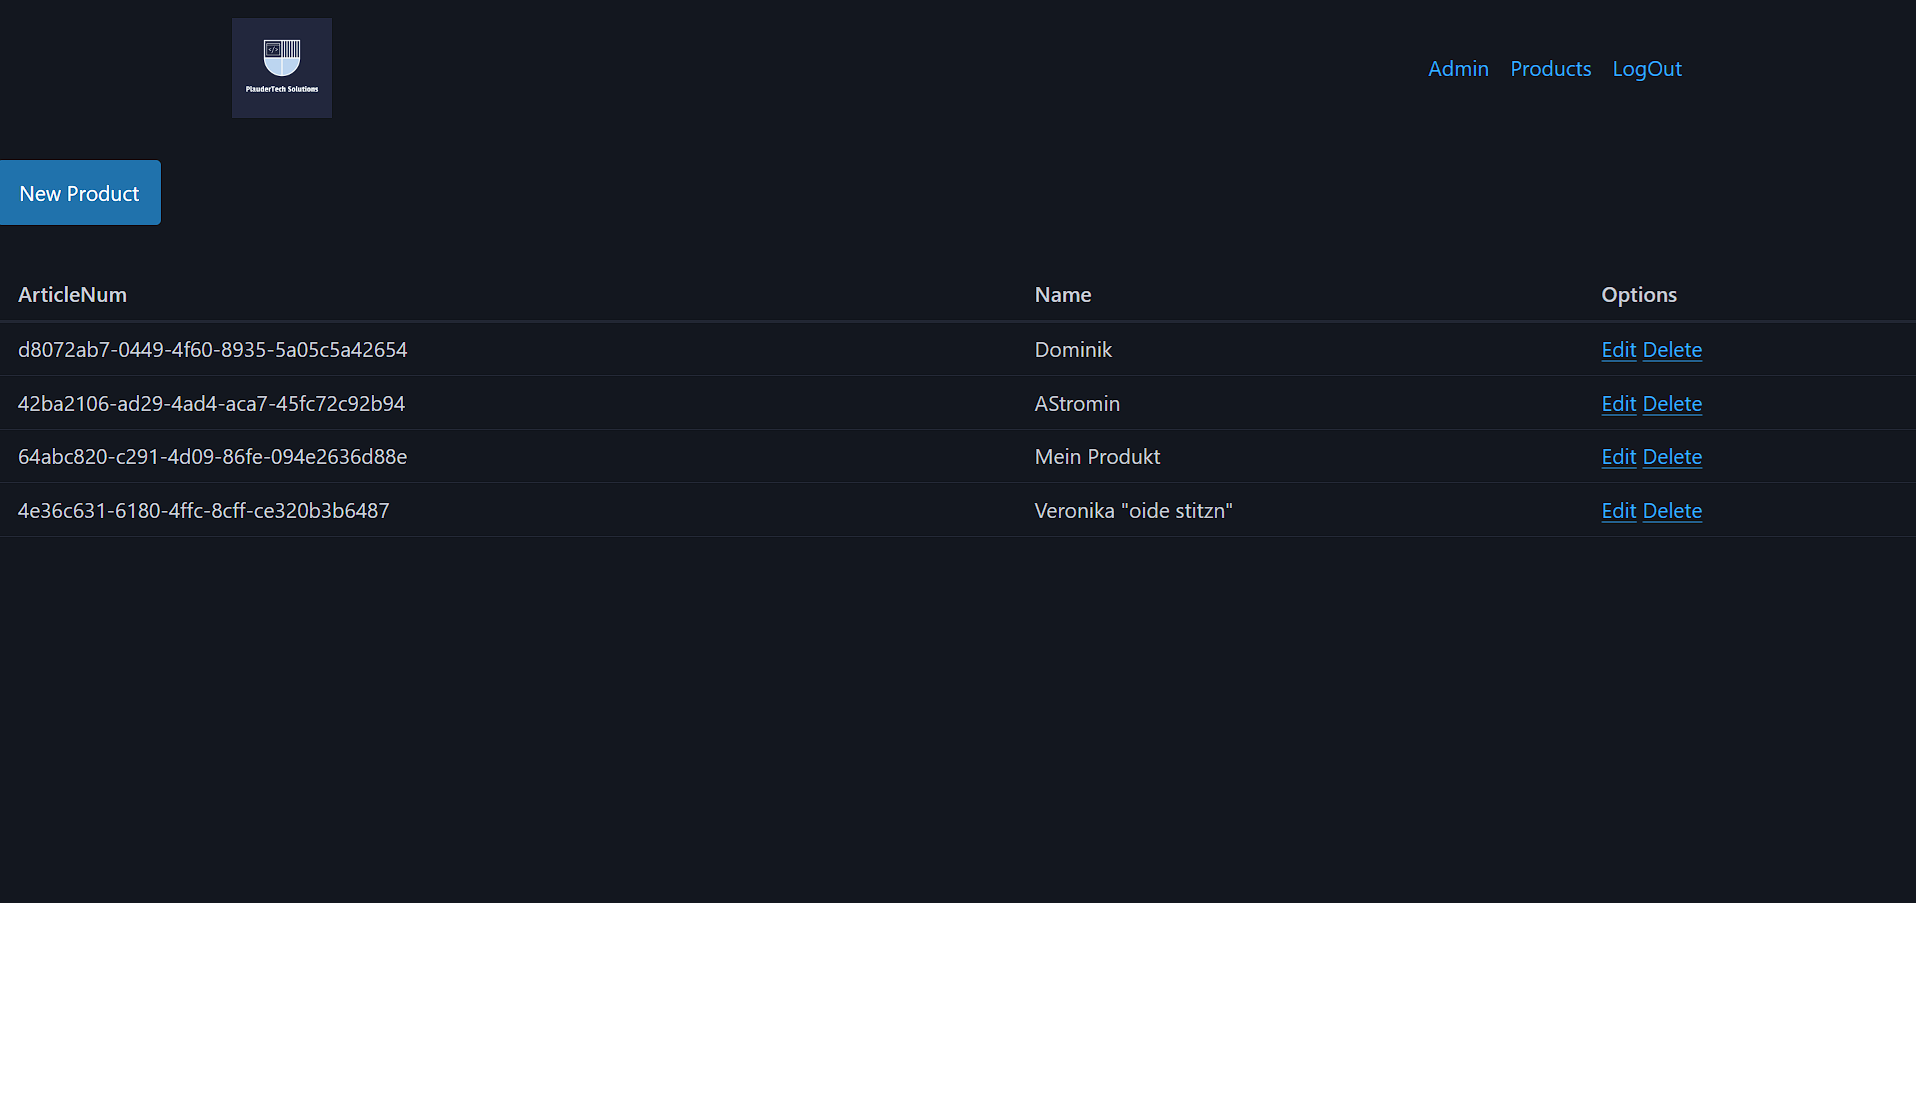 </>
PlauderTech Solutions
Admin Products LogOut
New Product
ArticleNum Name Options
d8072ab7-0449-4f60-8935-5a05c5a42654 Dominik Edit Delete
42ba2106-ad29-4ad4-aca7-45fc72c92b94 AStromin Edit Delete
64abc820-c291-4d09-86fe-094e2636d88e Mein Produkt Edit Delete
4e36c631-6180-4ffc-8cff-ce320b3b6487 Veronika "oide stitzn" Edit Delete